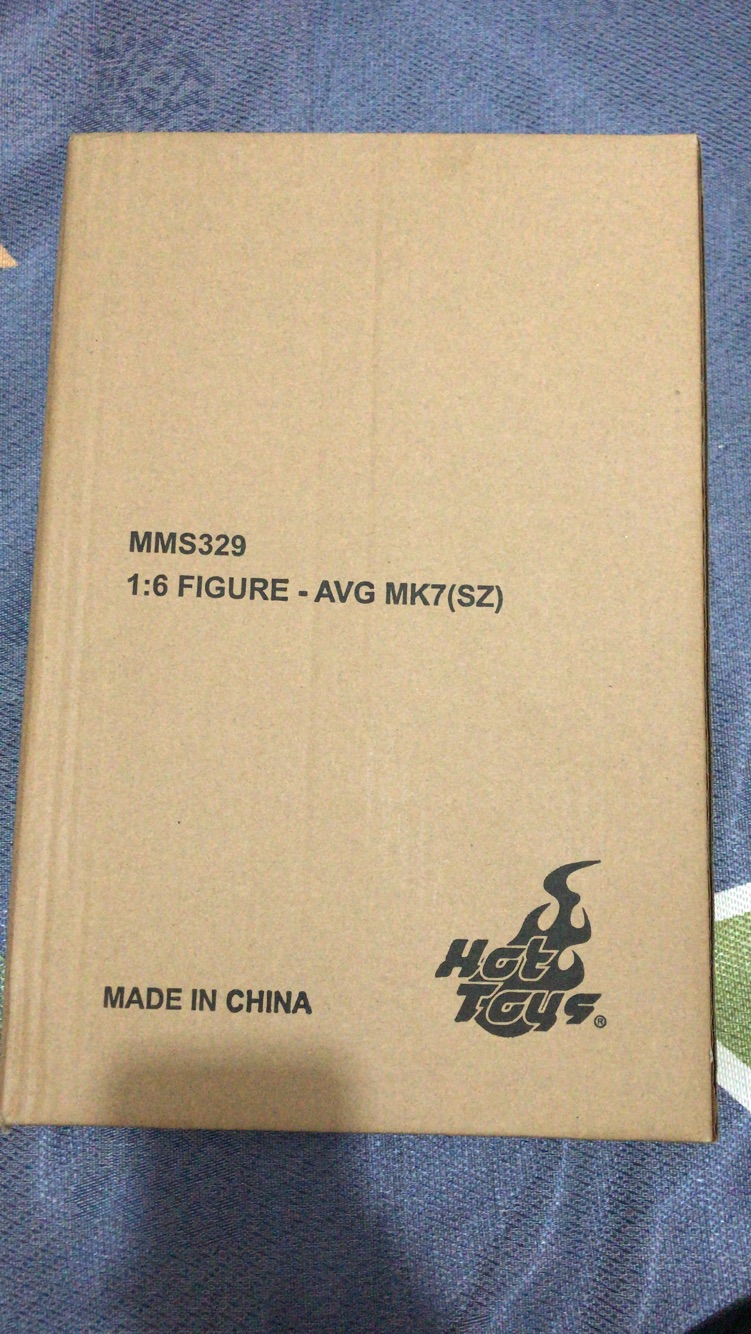 MMS329
1:6 FIGURE - AVG MK7(SZ)
MADE IN CHINA
Hot
Toys®